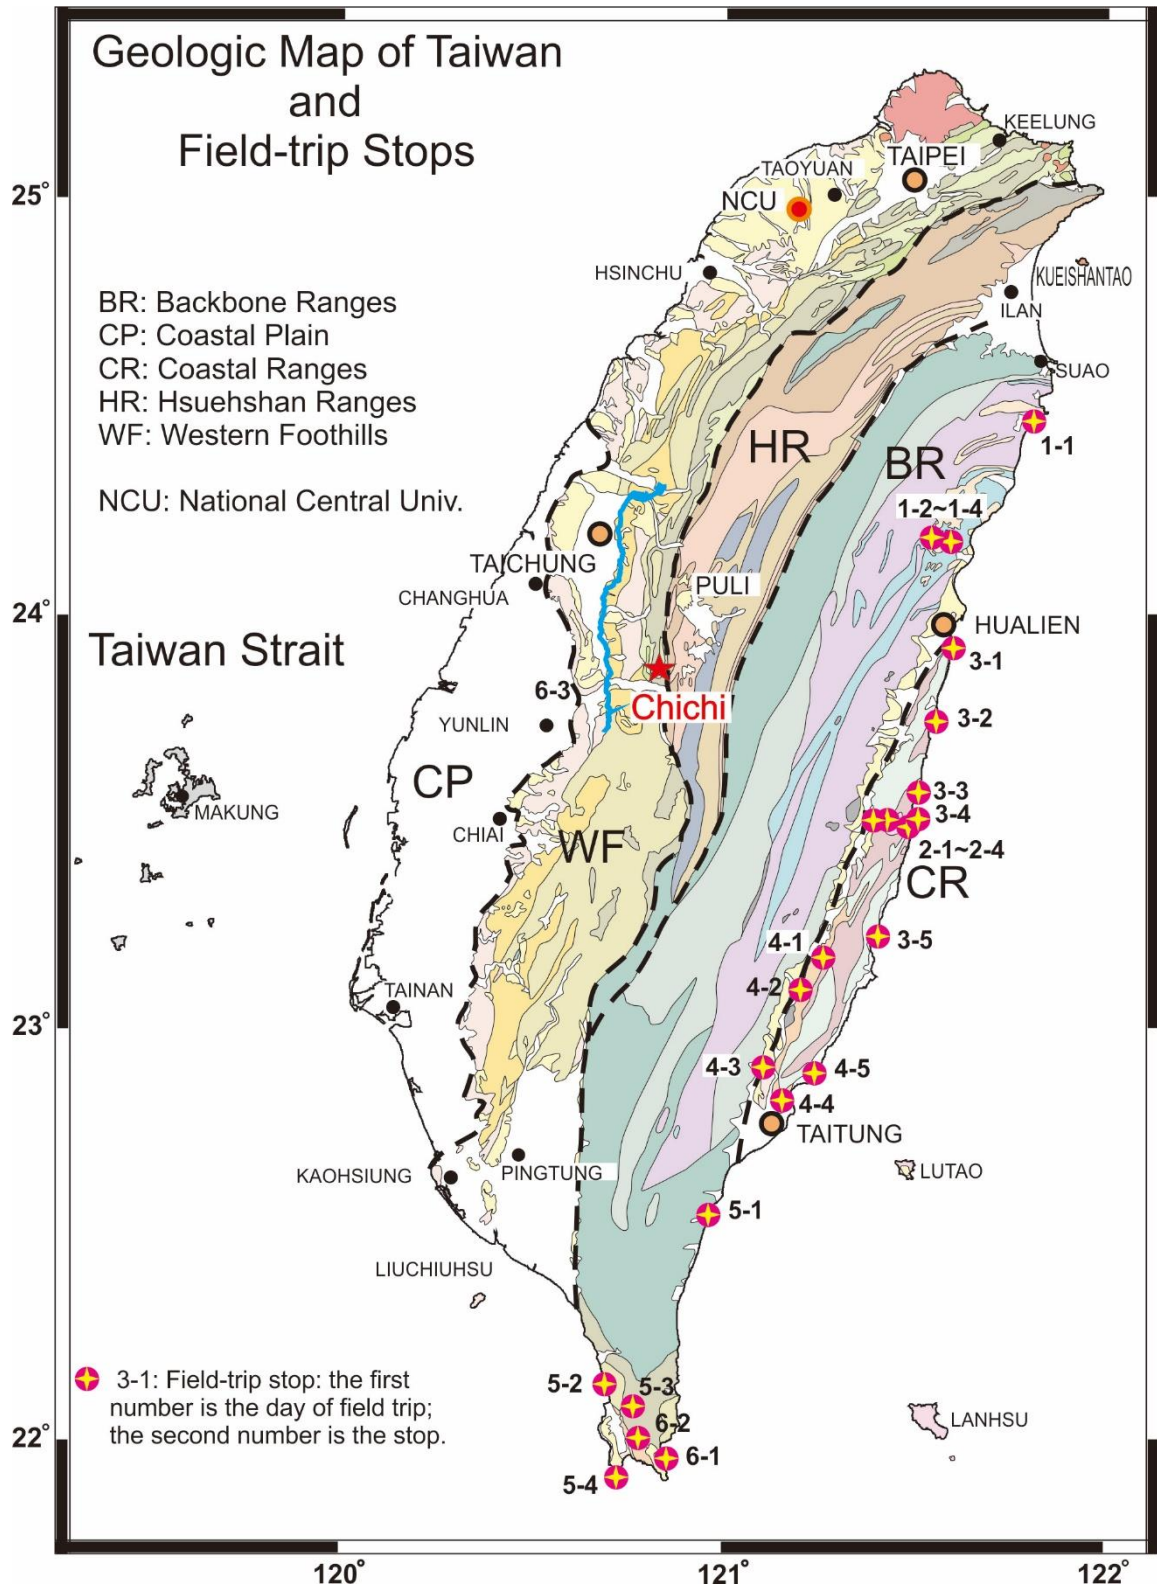 Geologic Map of Taiwan
and
Field-trip Stops
BR: Backbone Ranges
CP: Coastal Plain
CR: Coastal Ranges
HR: Hsuehshan Ranges
WF: Western Foothills
NCU: National Central Univ.
KEELUNG
TAIPEI
TAOYUAN
25°
NCU
HSINCHU
KUEISHANTAO
ILAN
SUAO
HR
1-1
BR
1-2~1-4
TAICHUNG
PULI
CHANGHUA
24°
HUALIEN
Taiwan Strait
3-1
6-3
Chichi
3-2
YUNLIN
CP
3-3
MAKUNG
3-4
CHIAI
WF
2-1~2-4
CR
4-1
3-5
4-2
TAINAN
23°
4-3
4-5
4-4
TAITUNG
KAOHSIUNG
PINGTUNG
LUTAO
5-1
LIUCHIUHSU
3-1: Field-trip stop: the first
number is the day of field trip;
the second number is the stop.
5-2
5-3
6-2
LANHSU
22°
6-1
5-4
120°
121°
122°